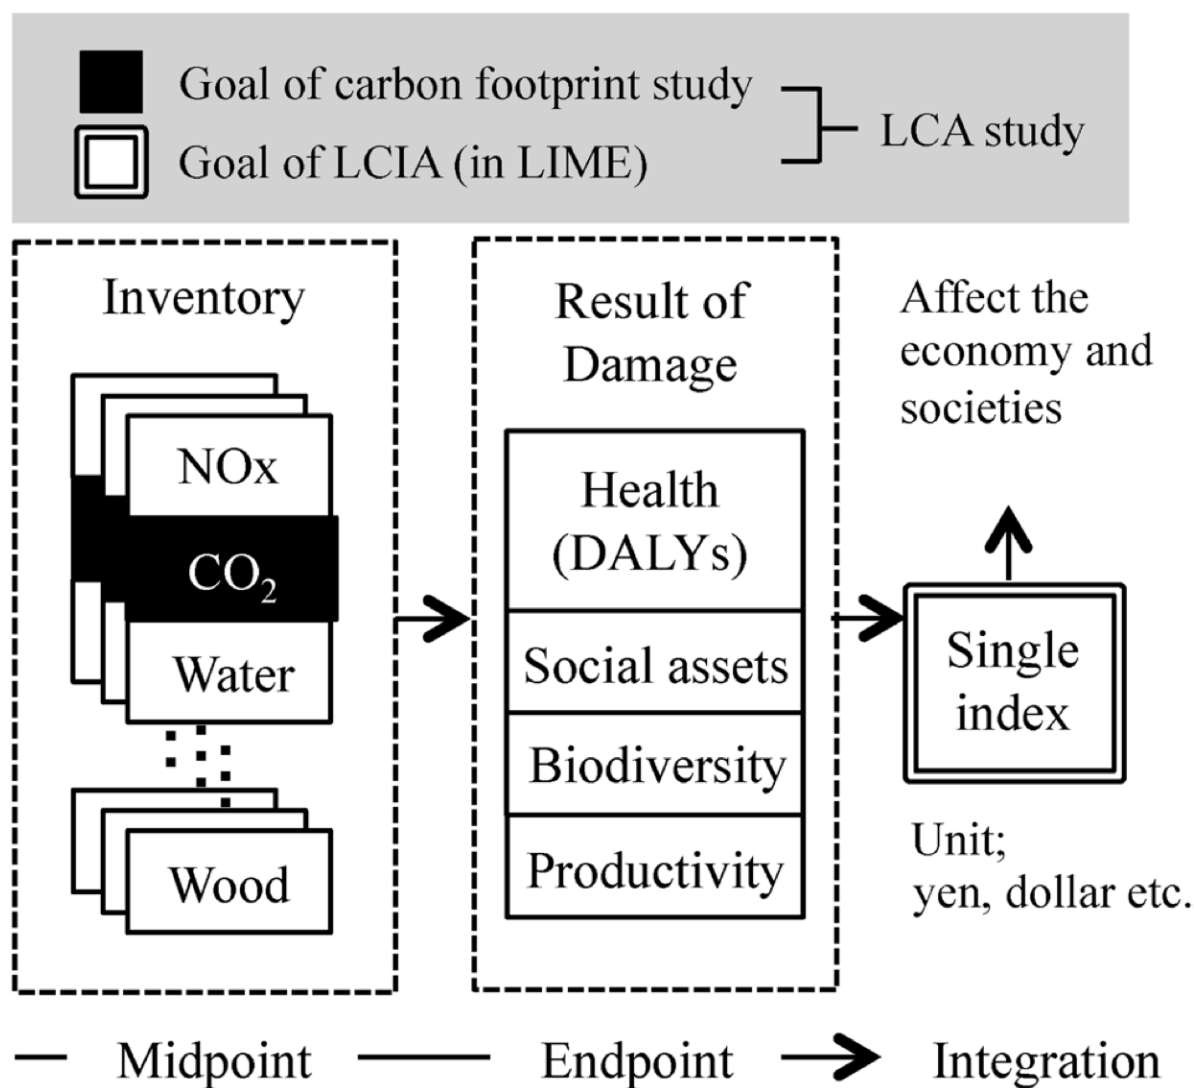 Goal of carbon footprint study
Goal of LCIA (in LIME)
LCA study
Inventory
NOx
CO₂
Water
Wood
Result of
Damage
Health
(DALYs)
Social assets
Biodiversity
Productivity
Affect the
economy and
societies
Single
index
Unit;
yen, dollar etc.
Midpoint
Endpoint
Integration